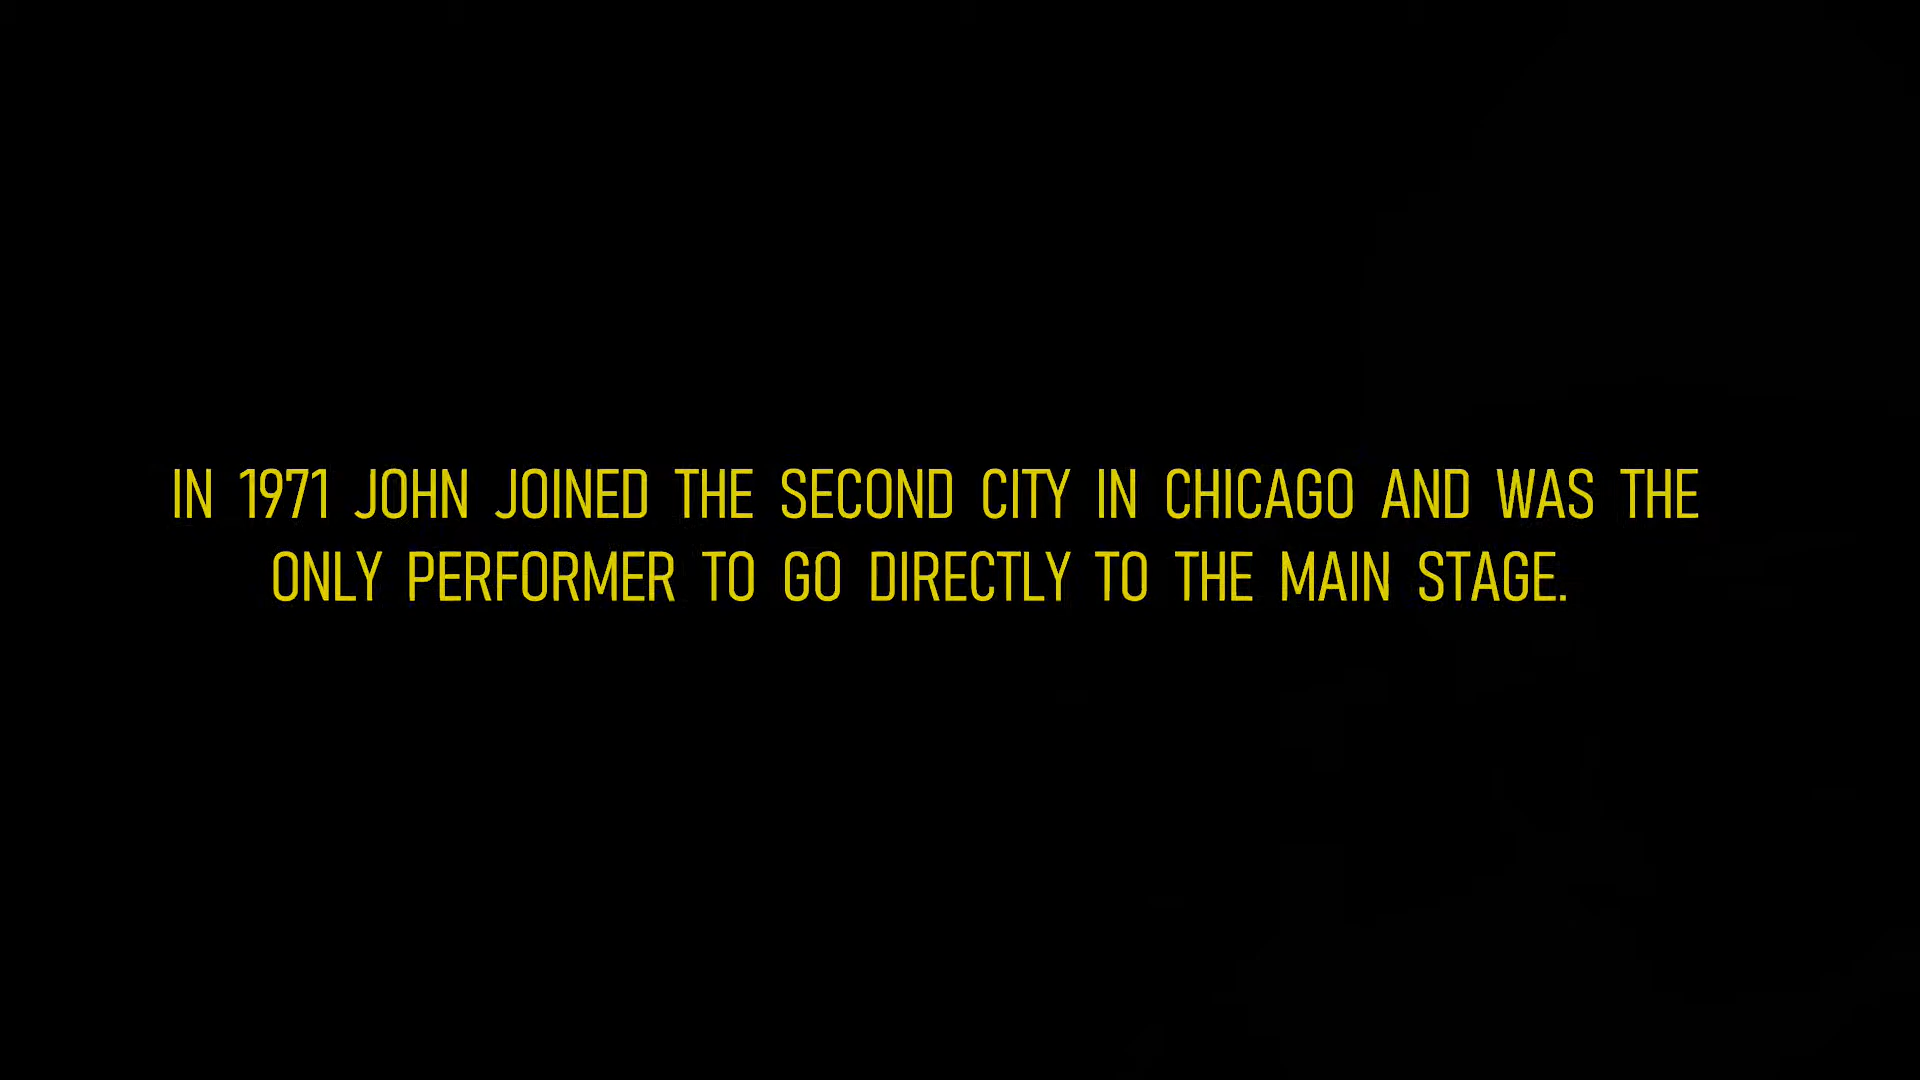 IN 1971 JOHN JOINED THE SECOND CITY IN CHICAGO AND WAS THE
ONLY PERFORMER TO GO DIRECTLY TO THE MAIN STAGE.